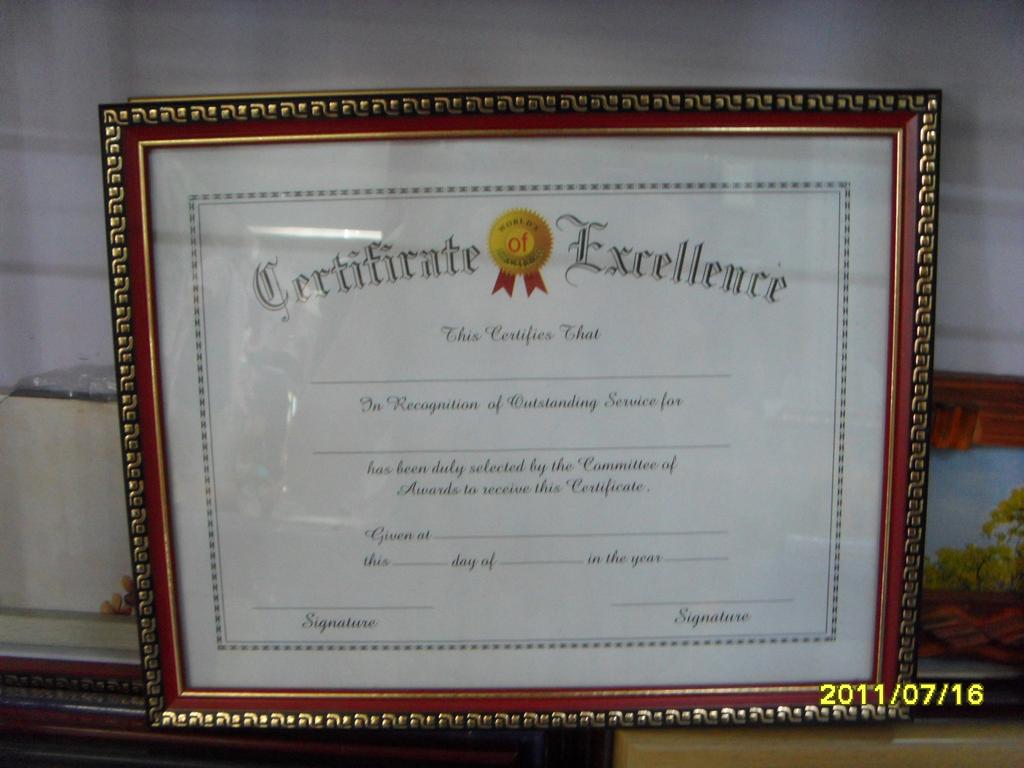 Certificate of Excellence
WORLD'S
This Certifies That
In Recognition of Outstanding Service for
has been duly selected by the Committee of
Awards to receive this Certificate.
Given at
this day of in the year
Signature Signature
2011/07/16